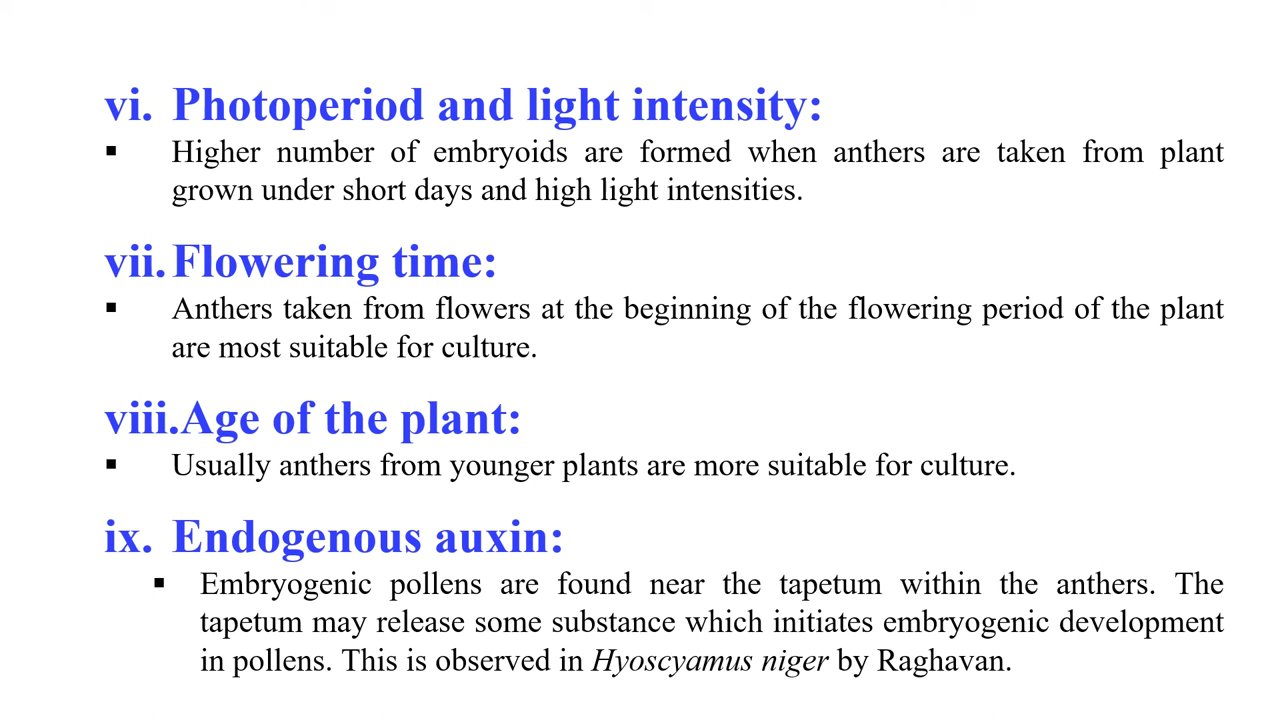 vi. Photoperiod and light intensity:
▪ Higher number of embryoids are formed when anthers are taken from plant
grown under short days and high light intensities.
vii. Flowering time:
▪ Anthers taken from flowers at the beginning of the flowering period of the plant
are most suitable for culture.
viii. Age of the plant:
▪ Usually anthers from younger plants are more suitable for culture.
ix. Endogenous auxin:
▪ Embryogenic pollens are found near the tapetum within the anthers. The
tapetum may release some substance which initiates embryogenic development
in pollens. This is observed in Hyoscyamus niger by Raghavan.